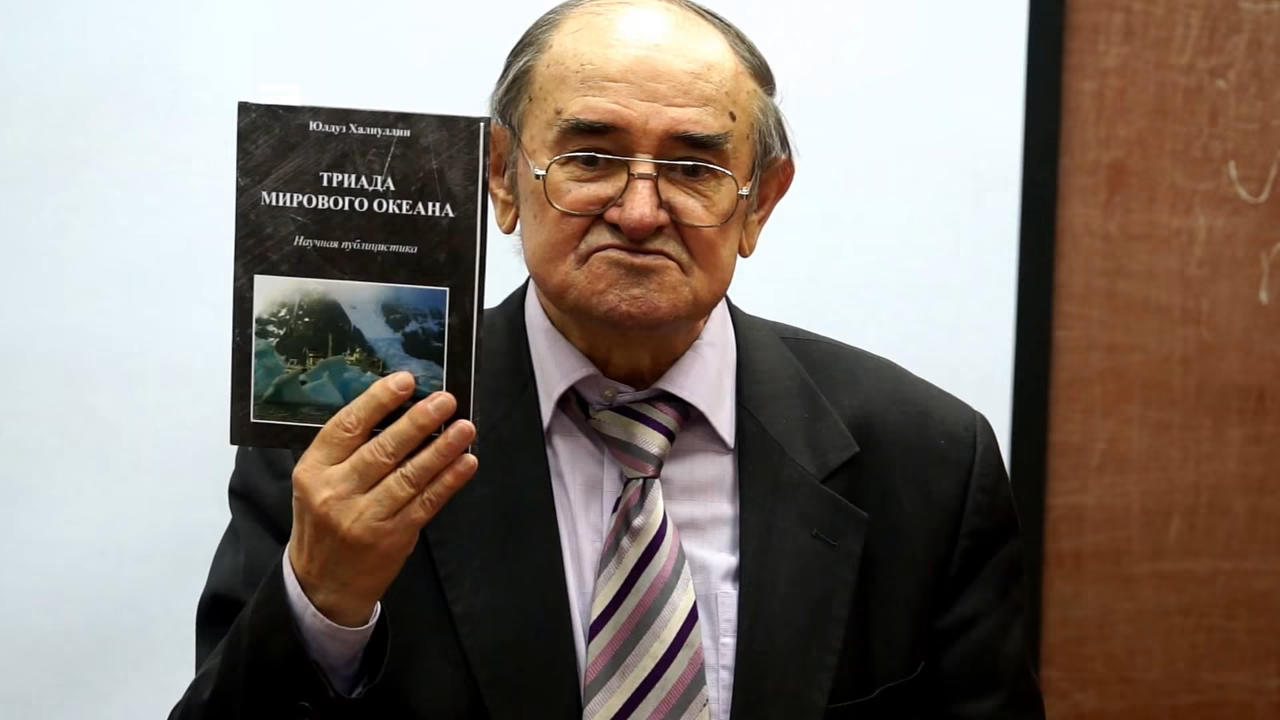 Юлдуз Халиуллин
ТРИАДА
МИРОВОГО ОКЕАНА
Научная публицистика